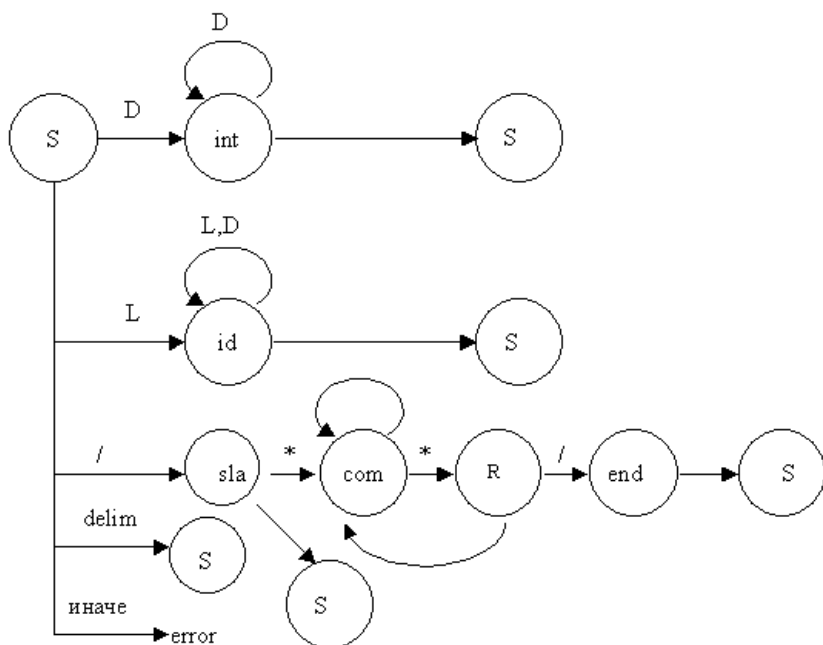 D
S D int S
L,D
L id S
/ sla * com * R / end S
delim S
S
иначе error